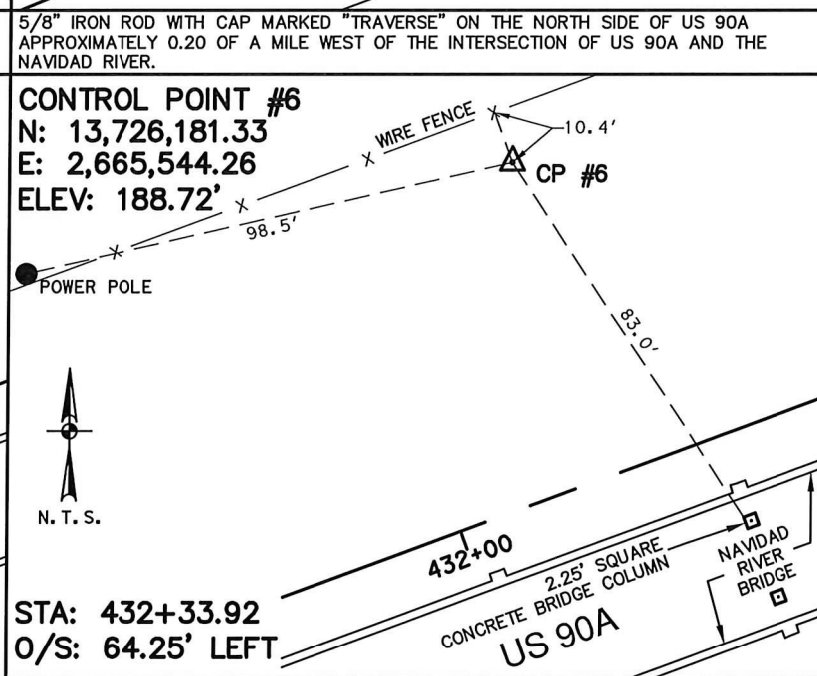 5/8" IRON ROD WITH CAP MARKED "TRAVERSE" ON THE NORTH SIDE OF US 90A
APPROXIMATELY 0.20 OF A MILE WEST OF THE INTERSECTION OF US 90A AND THE
NAVIDAD RIVER.
CONTROL POINT #6
N: 13,726,181.33
E: 2,665,544.26
ELEV: 188.72'
WIRE FENCE
10.4'
CP #6
98.5'
POWER POLE
83.0'
N.T.S.
432+00
2.25' SQUARE
CONCRETE BRIDGE COLUMN
NAVIDAD
RIVER
BRIDGE
US 90A
STA: 432+33.92
O/S: 64.25' LEFT